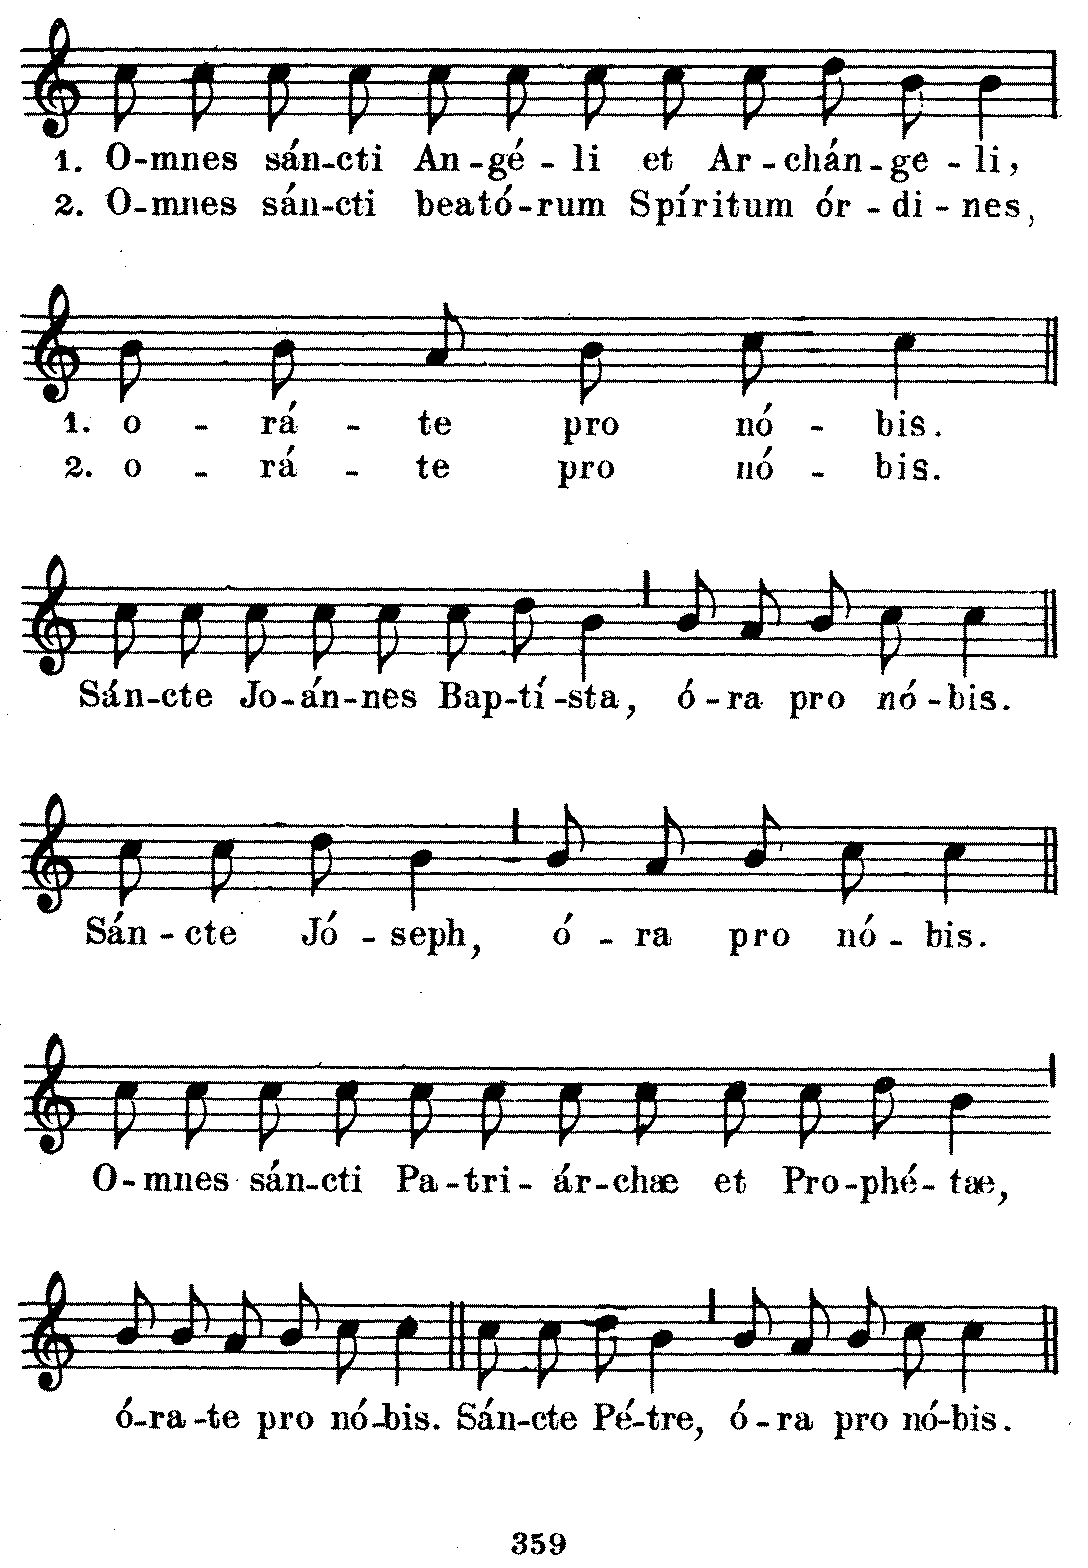 1. O-mnes sán-cti An-gé-li et Ar-chán-ge-li,
2. O-mnes sán-cti beató-rum Spíritum ór-di-nes,
1. o - rá - te pro nó - bis.
2. o - rá - te pro nó - bis.
Sán-cte Jo-án-nes Bap-tí-sta, ó-ra pro nó-bis.
Sán-cte Jó-seph, ó-ra pro nó-bis.
O-mnes sán-cti Pa-tri-ár-chæ et Pro-phé-tæ,
ó-ra-te pro nó-bis. Sán-cte Pé-tre, ó-ra pro nó-bis.
359